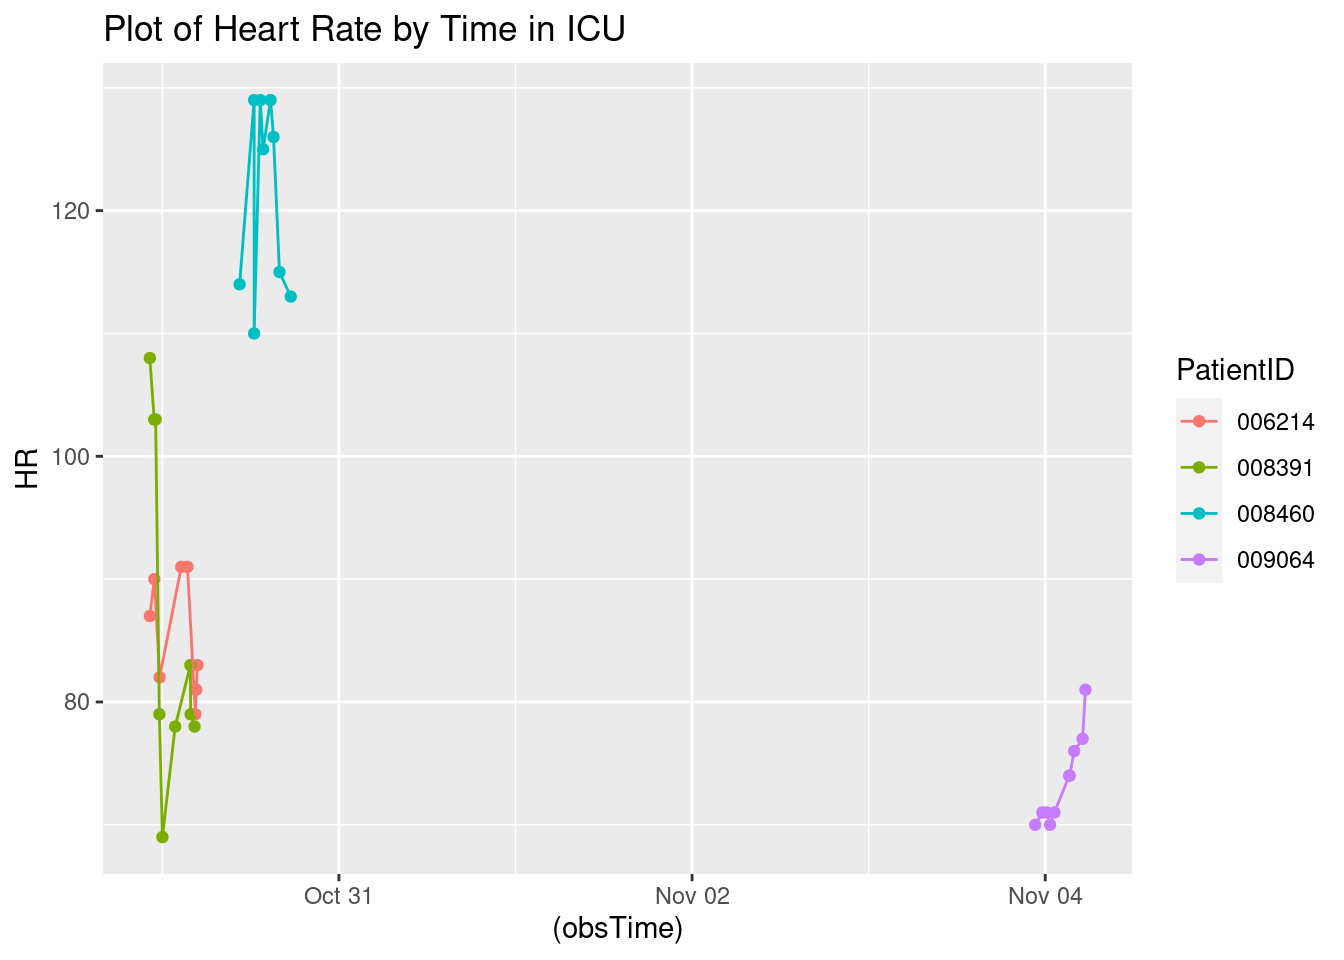 Plot of Heart Rate by Time in ICU
120
100
80
HR
Oct 31
Nov 02
Nov 04
(obsTime)
PatientID
006214
008391
008460
009064